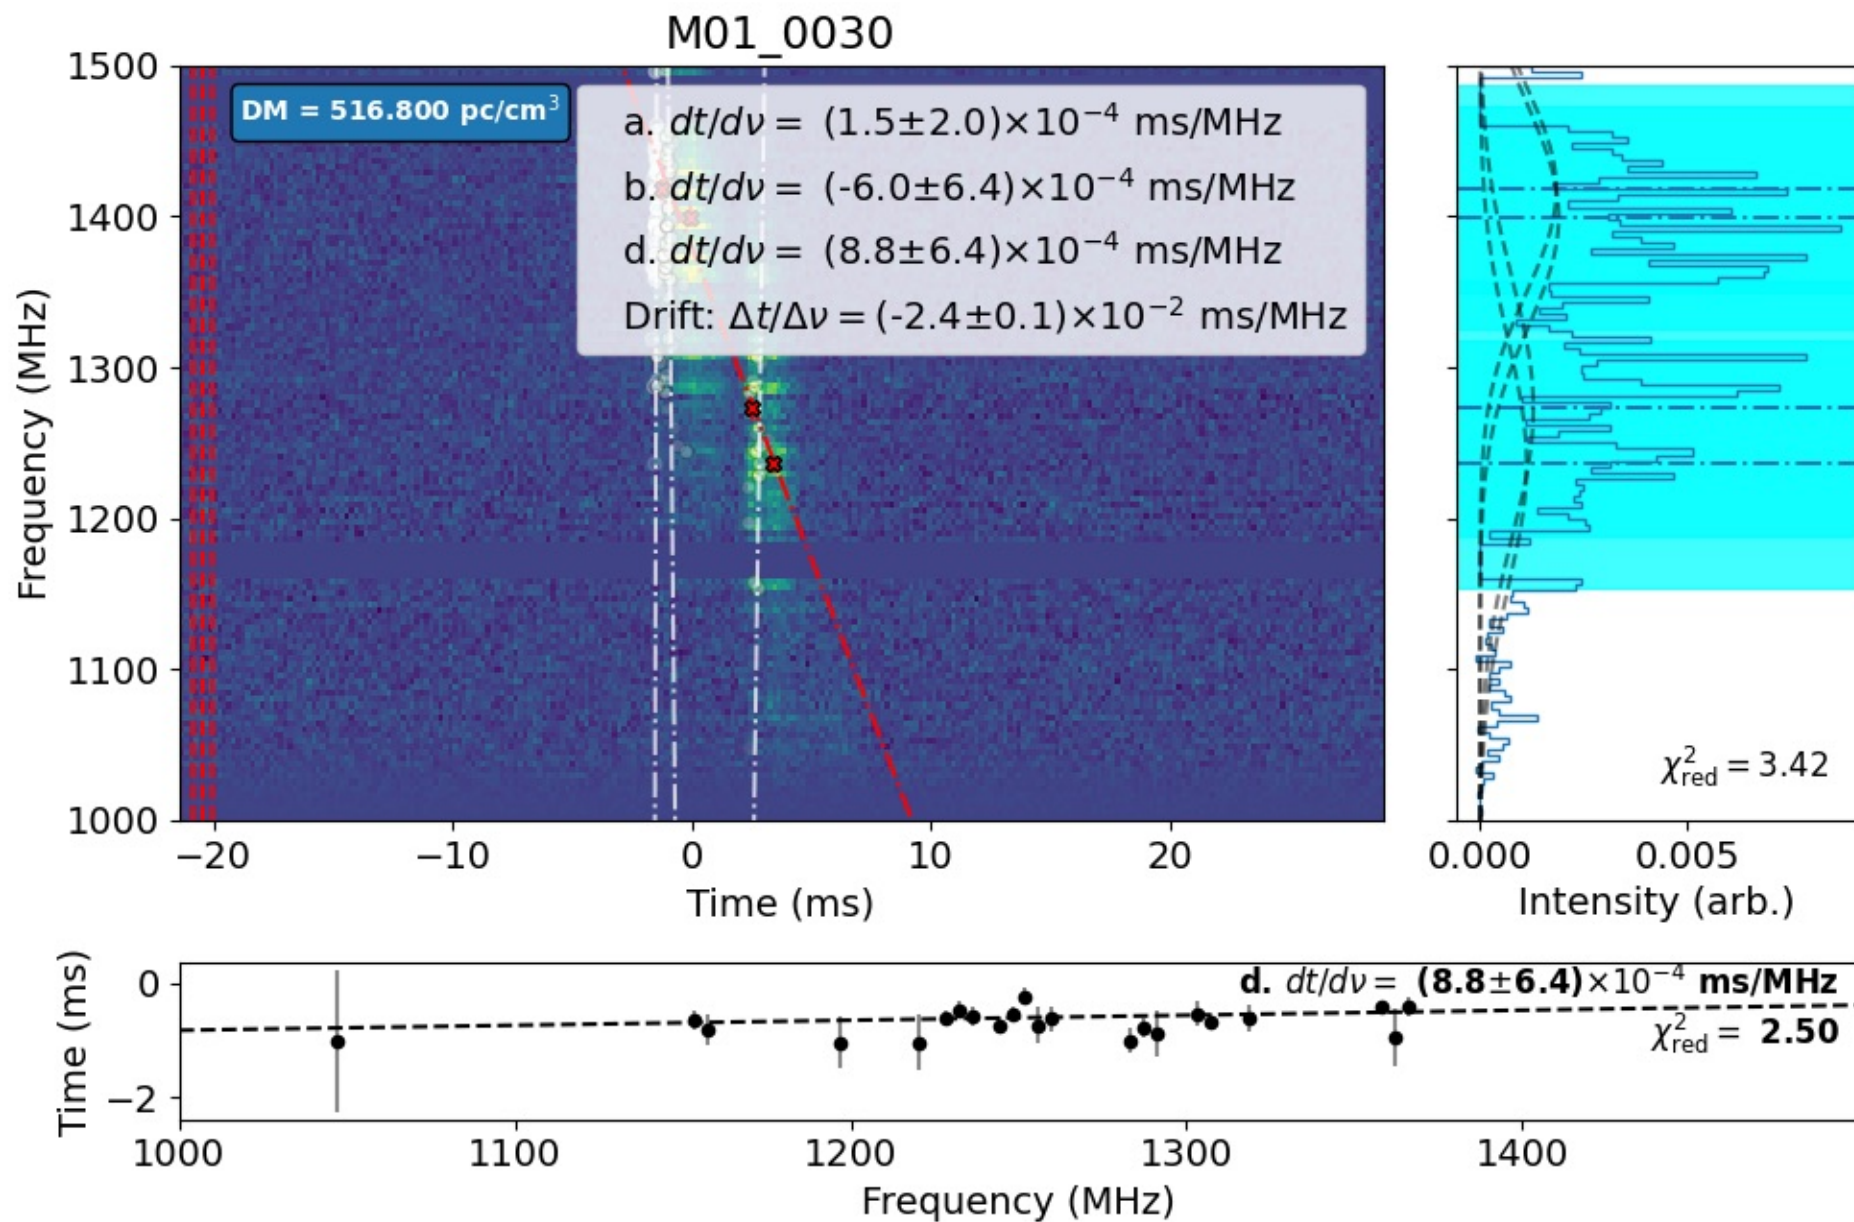 M01_0030
DM = 516.800 pc/cm³
a. dt/dν = (1.5±2.0)×10⁻⁴ ms/MHz
b. dt/dν = (-6.0±6.4)×10⁻⁴ ms/MHz
d. dt/dν = (8.8±6.4)×10⁻⁴ ms/MHz
Drift: Δt/Δν = (-2.4±0.1)×10⁻² ms/MHz
1500
1400
1300
1200
1100
1000
Frequency (MHz)
−20 −10 0 10 20
Time (ms)
χ²red = 3.42
0.000 0.005
Intensity (arb.)
d. dt/dν = (8.8±6.4)×10⁻⁴ ms/MHz
χ²red = 2.50
0
−2
Time (ms)
1000 1100 1200 1300 1400
Frequency (MHz)